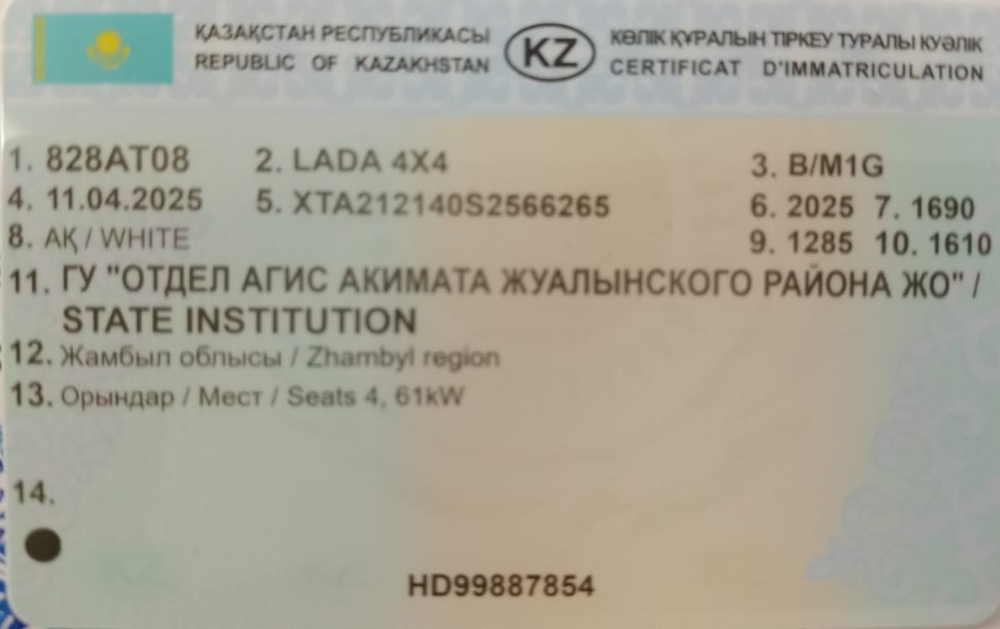 ҚАЗАҚСТАН РЕСПУБЛИКАСЫ
REPUBLIC OF KAZAKHSTAN
KZ
КӨЛІК ҚҰРАЛЫН ТІРКЕУ ТУРАЛЫ КУӘЛІК
CERTIFICAT D'IMMATRICULATION
1. 828AT08 2. LADA 4X4 3. B/M1G
4. 11.04.2025 5. XTA212140S2566265 6. 2025 7. 1690
8. АҚ / WHITE 9. 1285 10. 1610
11. ГУ "ОТДЕЛ АГИС АКИМАТА ЖУАЛЫНСКОГО РАЙОНА ЖО" /
STATE INSTITUTION
12. Жамбыл облысы / Zhambyl region
13. Орындар / Мест / Seats 4, 61kW
14.
HD99887854